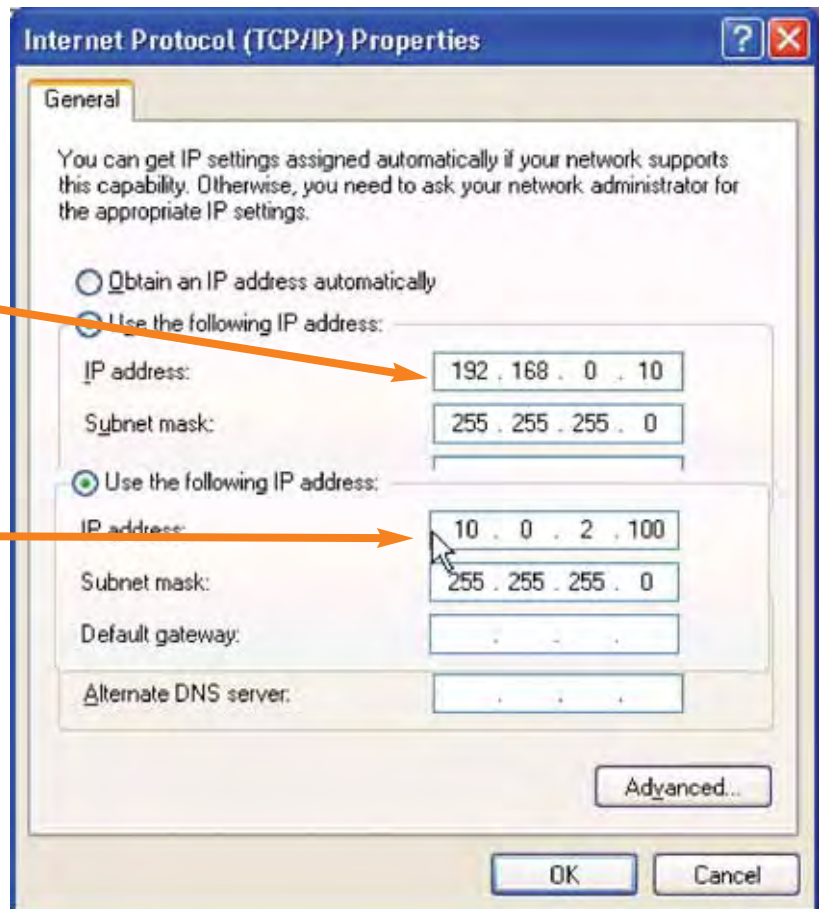 Internet Protocol (TCP/IP) Properties
General
You can get IP settings assigned automatically if your network supports
this capability. Otherwise, you need to ask your network administrator for
the appropriate IP settings.
Obtain an IP address automatically
Use the following IP address:
IP address: 192 . 168 . 0 . 10
Subnet mask: 255 . 255 . 255 . 0
Use the following IP address:
IP address: 10 . 0 . 2 . 100
Subnet mask: 255 . 255 . 255 . 0
Default gateway: . . .
Alternate DNS server: . . .
Advanced...
OK Cancel